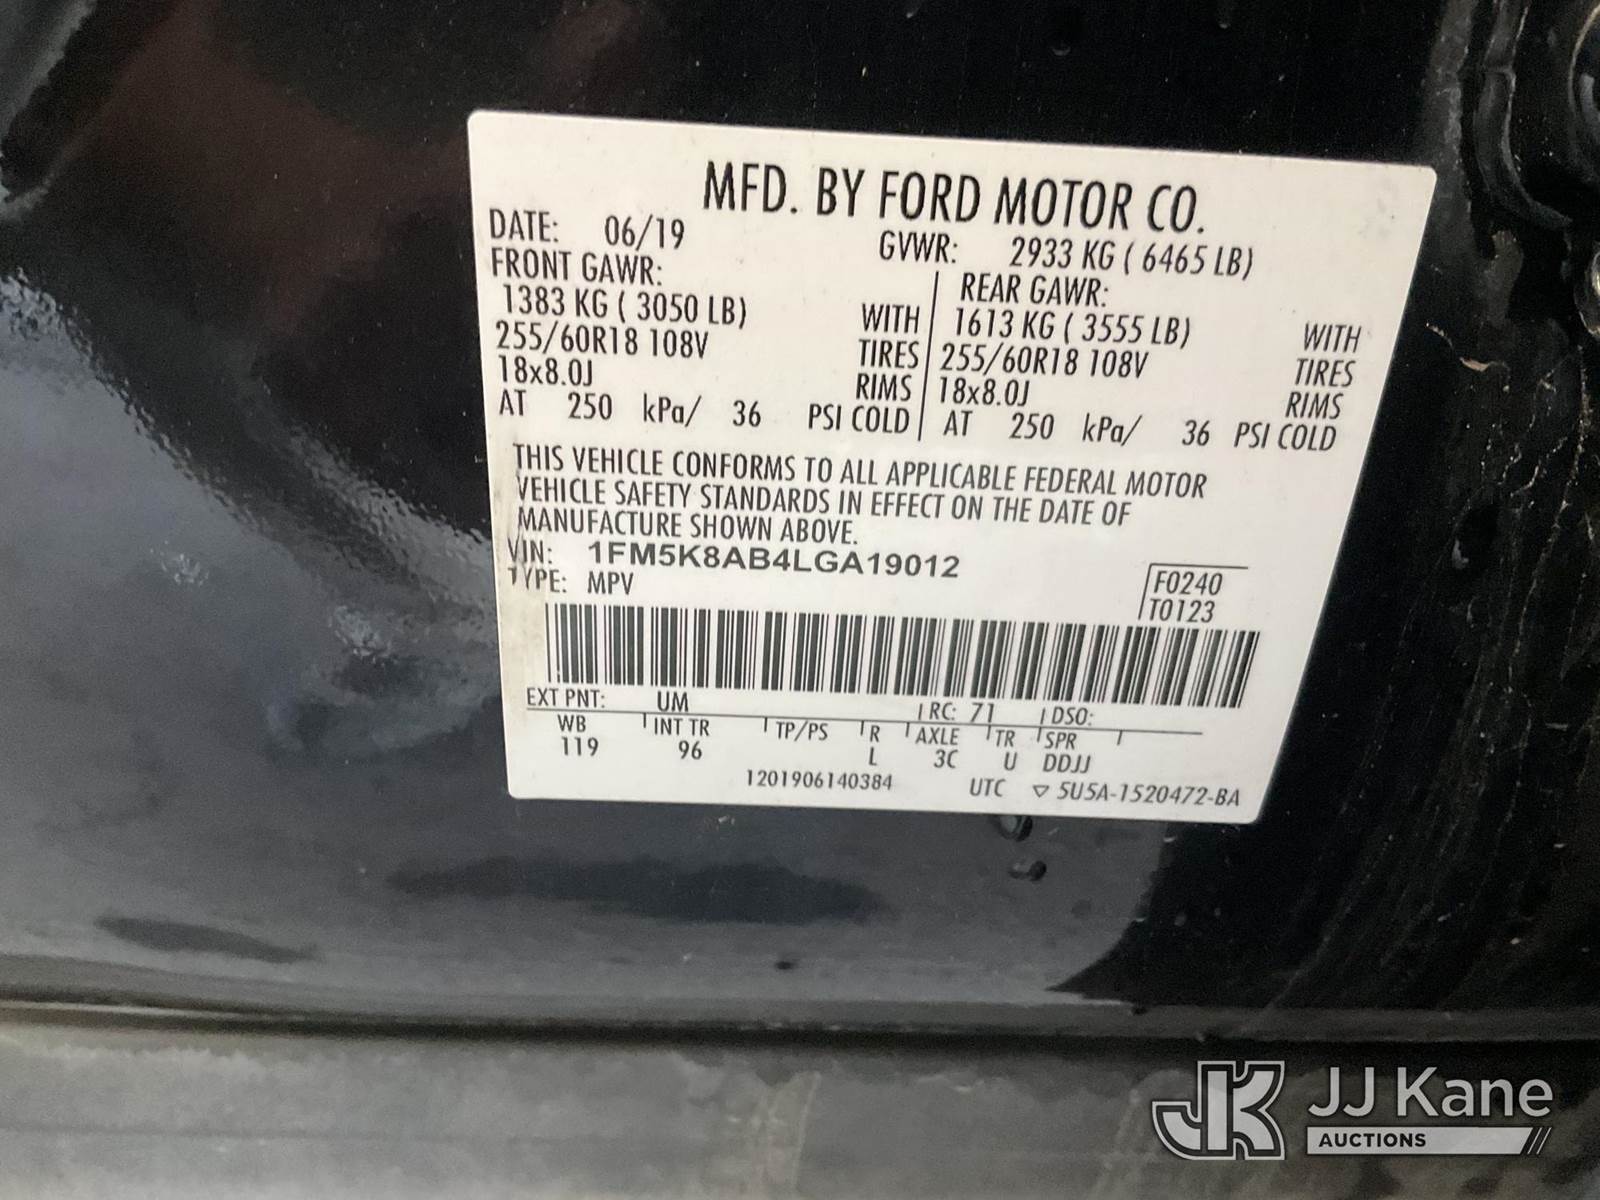 MFD. BY FORD MOTOR CO.
DATE: 06/19 GVWR: 2933 KG ( 6465 LB)
FRONT GAWR: REAR GAWR:
1383 KG ( 3050 LB) WITH 1613 KG ( 3555 LB) WITH
255/60R18 108V TIRES 255/60R18 108V TIRES
18x8.0J RIMS 18x8.0J RIMS
AT 250 kPa/ 36 PSI COLD AT 250 kPa/ 36 PSI COLD
THIS VEHICLE CONFORMS TO ALL APPLICABLE FEDERAL MOTOR
VEHICLE SAFETY STANDARDS IN EFFECT ON THE DATE OF
MANUFACTURE SHOWN ABOVE.
VIN: 1FM5K8AB4LGA19012
TYPE: MPV
F0240
T0123
EXT PNT: UM RC: 71 DSO:
WB INT TR TP/PS R AXLE TR SPR
119 96 L 3C U DDJJ
1201906140384 UTC ▽ 5U5A-1520472-BA
JK JJ Kane
AUCTIONS